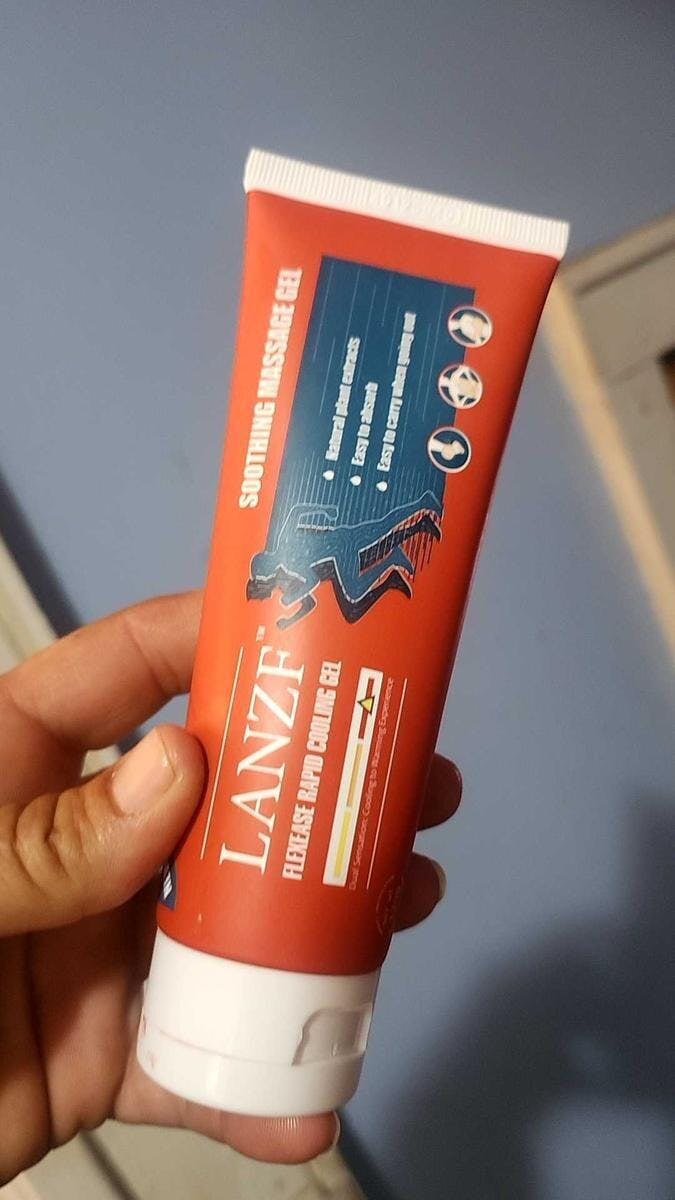 LANZF™
FLEXEASE RAPID COOLING GEL
Dual Sensation: Cooling to Warming Experience
SOOTHING MASSAGE GEL
Natural plant extracts
Easy to absorb
Easy to carry when going out